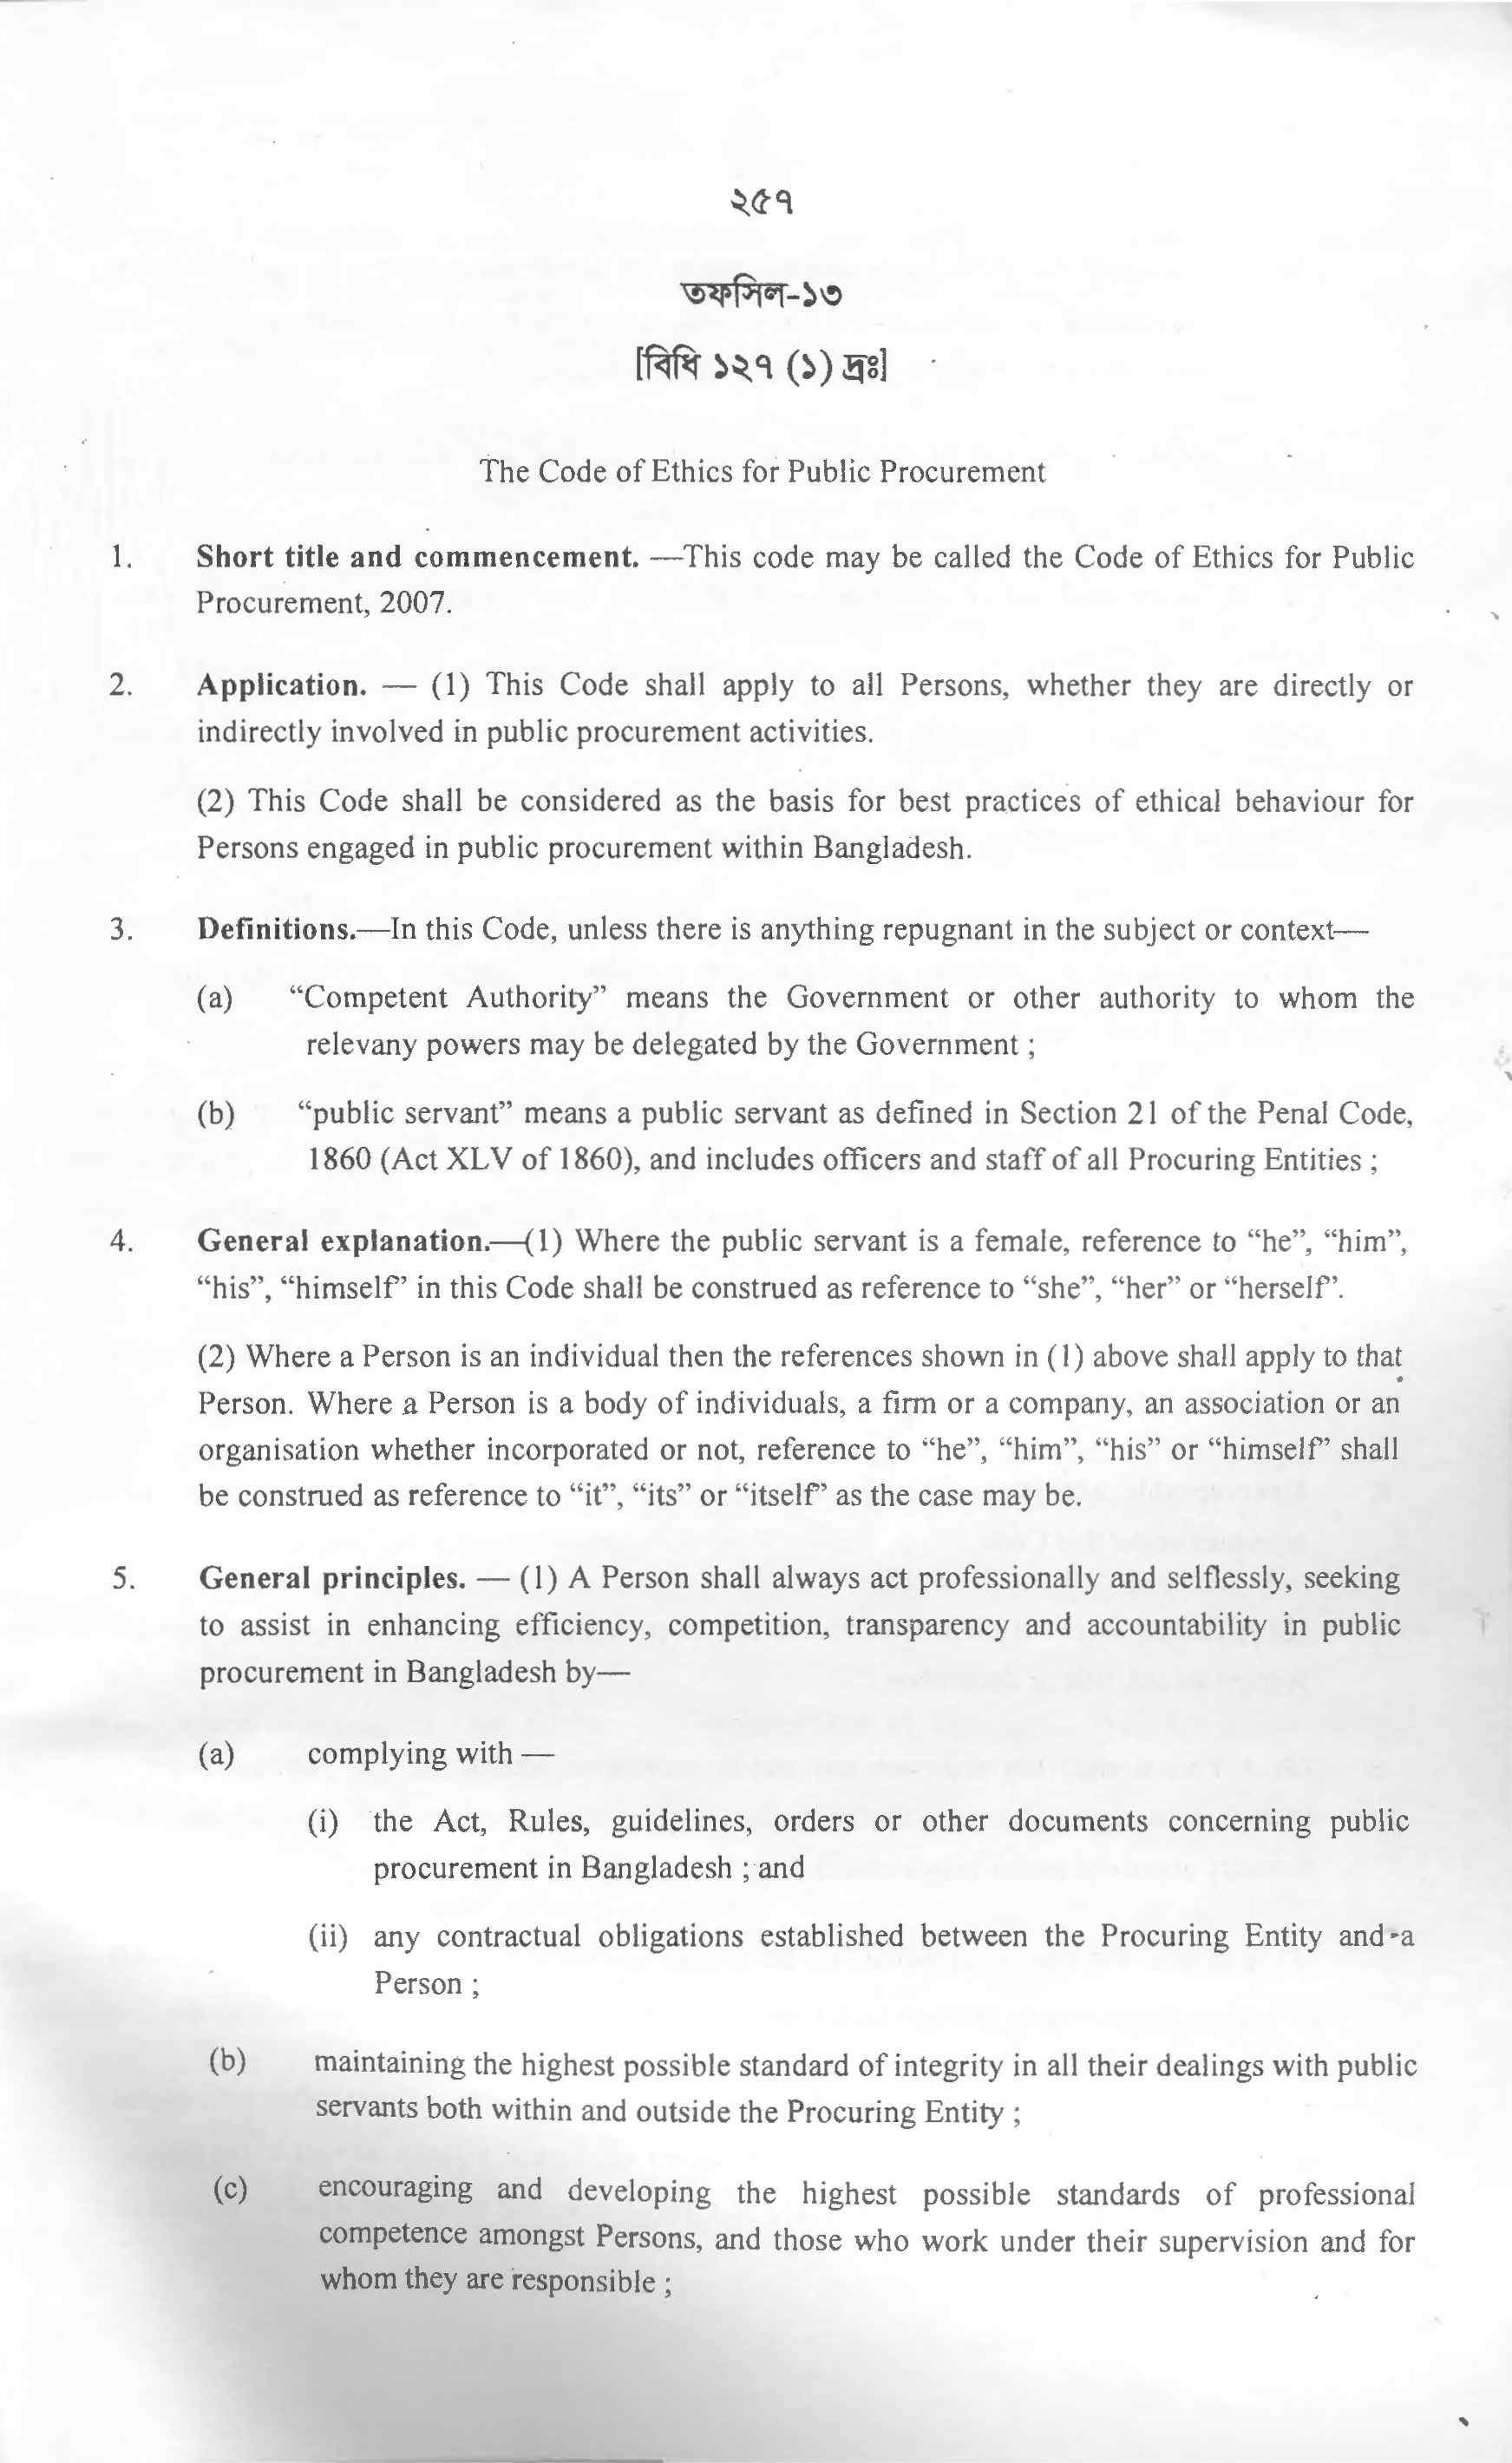 ২৫৭
তফসিল-১৩
[বিধি ১২৭ (১) দ্রঃ]
The Code of Ethics for Public Procurement
1. Short title and commencement. —This code may be called the Code of Ethics for Public
Procurement, 2007.
2. Application. — (1) This Code shall apply to all Persons, whether they are directly or
indirectly involved in public procurement activities.
(2) This Code shall be considered as the basis for best practices of ethical behaviour for
Persons engaged in public procurement within Bangladesh.
3. Definitions.—In this Code, unless there is anything repugnant in the subject or context—
(a) “Competent Authority” means the Government or other authority to whom the
relevany powers may be delegated by the Government ;
(b) “public servant” means a public servant as defined in Section 21 of the Penal Code,
1860 (Act XLV of 1860), and includes officers and staff of all Procuring Entities ;
4. General explanation.—(1) Where the public servant is a female, reference to “he”, “him”,
“his”, “himself” in this Code shall be construed as reference to “she”, “her” or “herself”.
(2) Where a Person is an individual then the references shown in (1) above shall apply to that
Person. Where a Person is a body of individuals, a firm or a company, an association or an
organisation whether incorporated or not, reference to “he”, “him”, “his” or “himself” shall
be construed as reference to “it”, “its” or “itself” as the case may be.
5. General principles. — (1) A Person shall always act professionally and selflessly, seeking
to assist in enhancing efficiency, competition, transparency and accountability in public
procurement in Bangladesh by—
(a) complying with —
(i) the Act, Rules, guidelines, orders or other documents concerning public
procurement in Bangladesh ; and
(ii) any contractual obligations established between the Procuring Entity and a
Person ;
(b) maintaining the highest possible standard of integrity in all their dealings with public
servants both within and outside the Procuring Entity ;
(c) encouraging and developing the highest possible standards of professional
competence amongst Persons, and those who work under their supervision and for
whom they are responsible ;